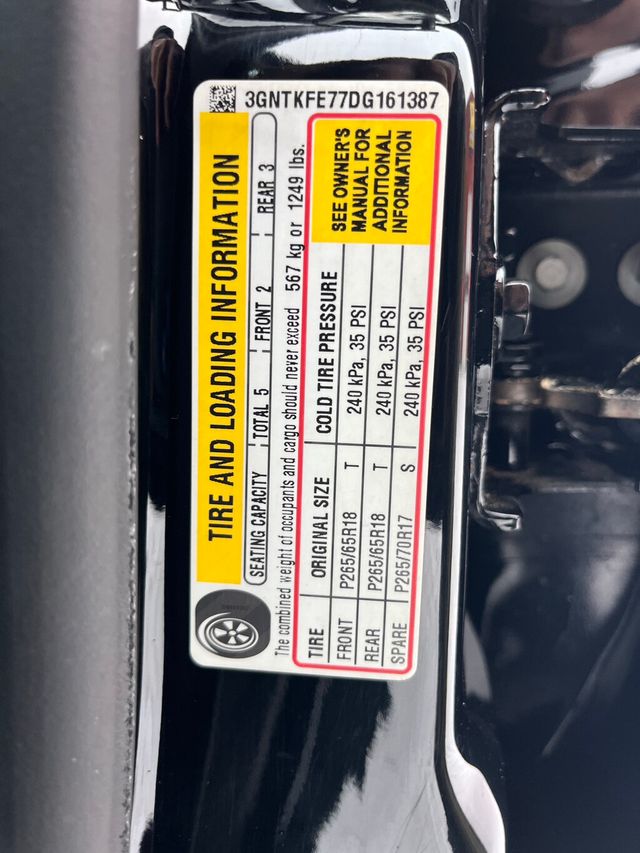 3GNTKFE77DG161387
TIRE AND LOADING INFORMATION
SEATING CAPACITY TOTAL 5 FRONT 2 REAR 3
The combined weight of occupants and cargo should never exceed 567 kg or 1249 lbs.
TIRE ORIGINAL SIZE COLD TIRE PRESSURE
FRONT P265/65R18 T 240 kPa, 35 PSI
REAR P265/65R18 T 240 kPa, 35 PSI
SPARE P265/70R17 S 240 kPa, 35 PSI
SEE OWNER'S
MANUAL FOR
ADDITIONAL
INFORMATION